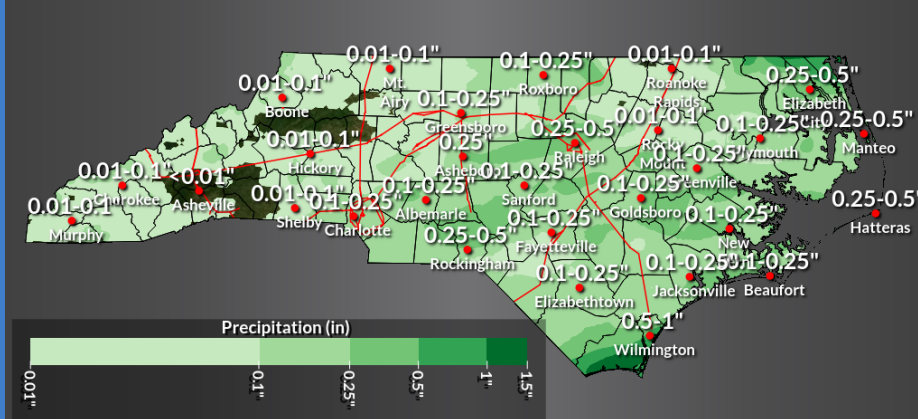 0.01-0.1"
Mt.
Airy
0.1-0.25"
Roxboro
0.01-0.1"
Roanoke
Rapids
0.25-0.5"
Elizabeth
0.01-0.1"
Boone
0.1-0.25"
Greensboro
0.25-0.5
Raleigh
0.01-0.1"
Rocky
Mount
0.25-0.5"
Manteo
0.01-0.1"
Hickory
0.25"
0.01-0.1"
Cherokee
<0.01"
Asheville
0.1-0.25"
Sanford
0.01-0.1"
Murphy
0.01-0.1"
Shelby
0.1-0.25"
Charlotte
0.1-0.25"
Albemarle
0.1-0.25"
Goldsboro
0.25-0.5"
Hatteras
0.25-0.5"
Rockingham
0.1-0.25"
Fayetteville
0.1-0.25
New
0.1-0.25"
Elizabethtown
0.1-0.25"
Jacksonville
1-0.25"
Beaufort
0.5-1"
Wilmington
Precipitation (in)
0.01"
0.1"
0.25"
0.5"
1"
1.5"